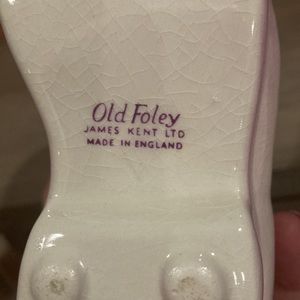 Old Foley
JAMES KENT LTD
MADE IN ENGLAND